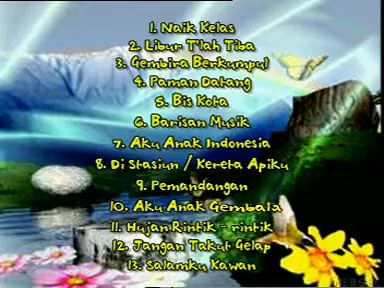 1. Naik Kelas
2. Libur T'lah Tiba
3. Gembira Berkumpul
4. Paman Datang
5. Bis Kota
6. Barisan Musik
7. Aku Anak Indonesia
8. Di Stasiun / Kereta Apiku
9. Pemandangan
10. Aku Anak Gembala
11. Hujan Rintik - rintik
12. Jangan Takut Gelap
13. Salamku Kawan